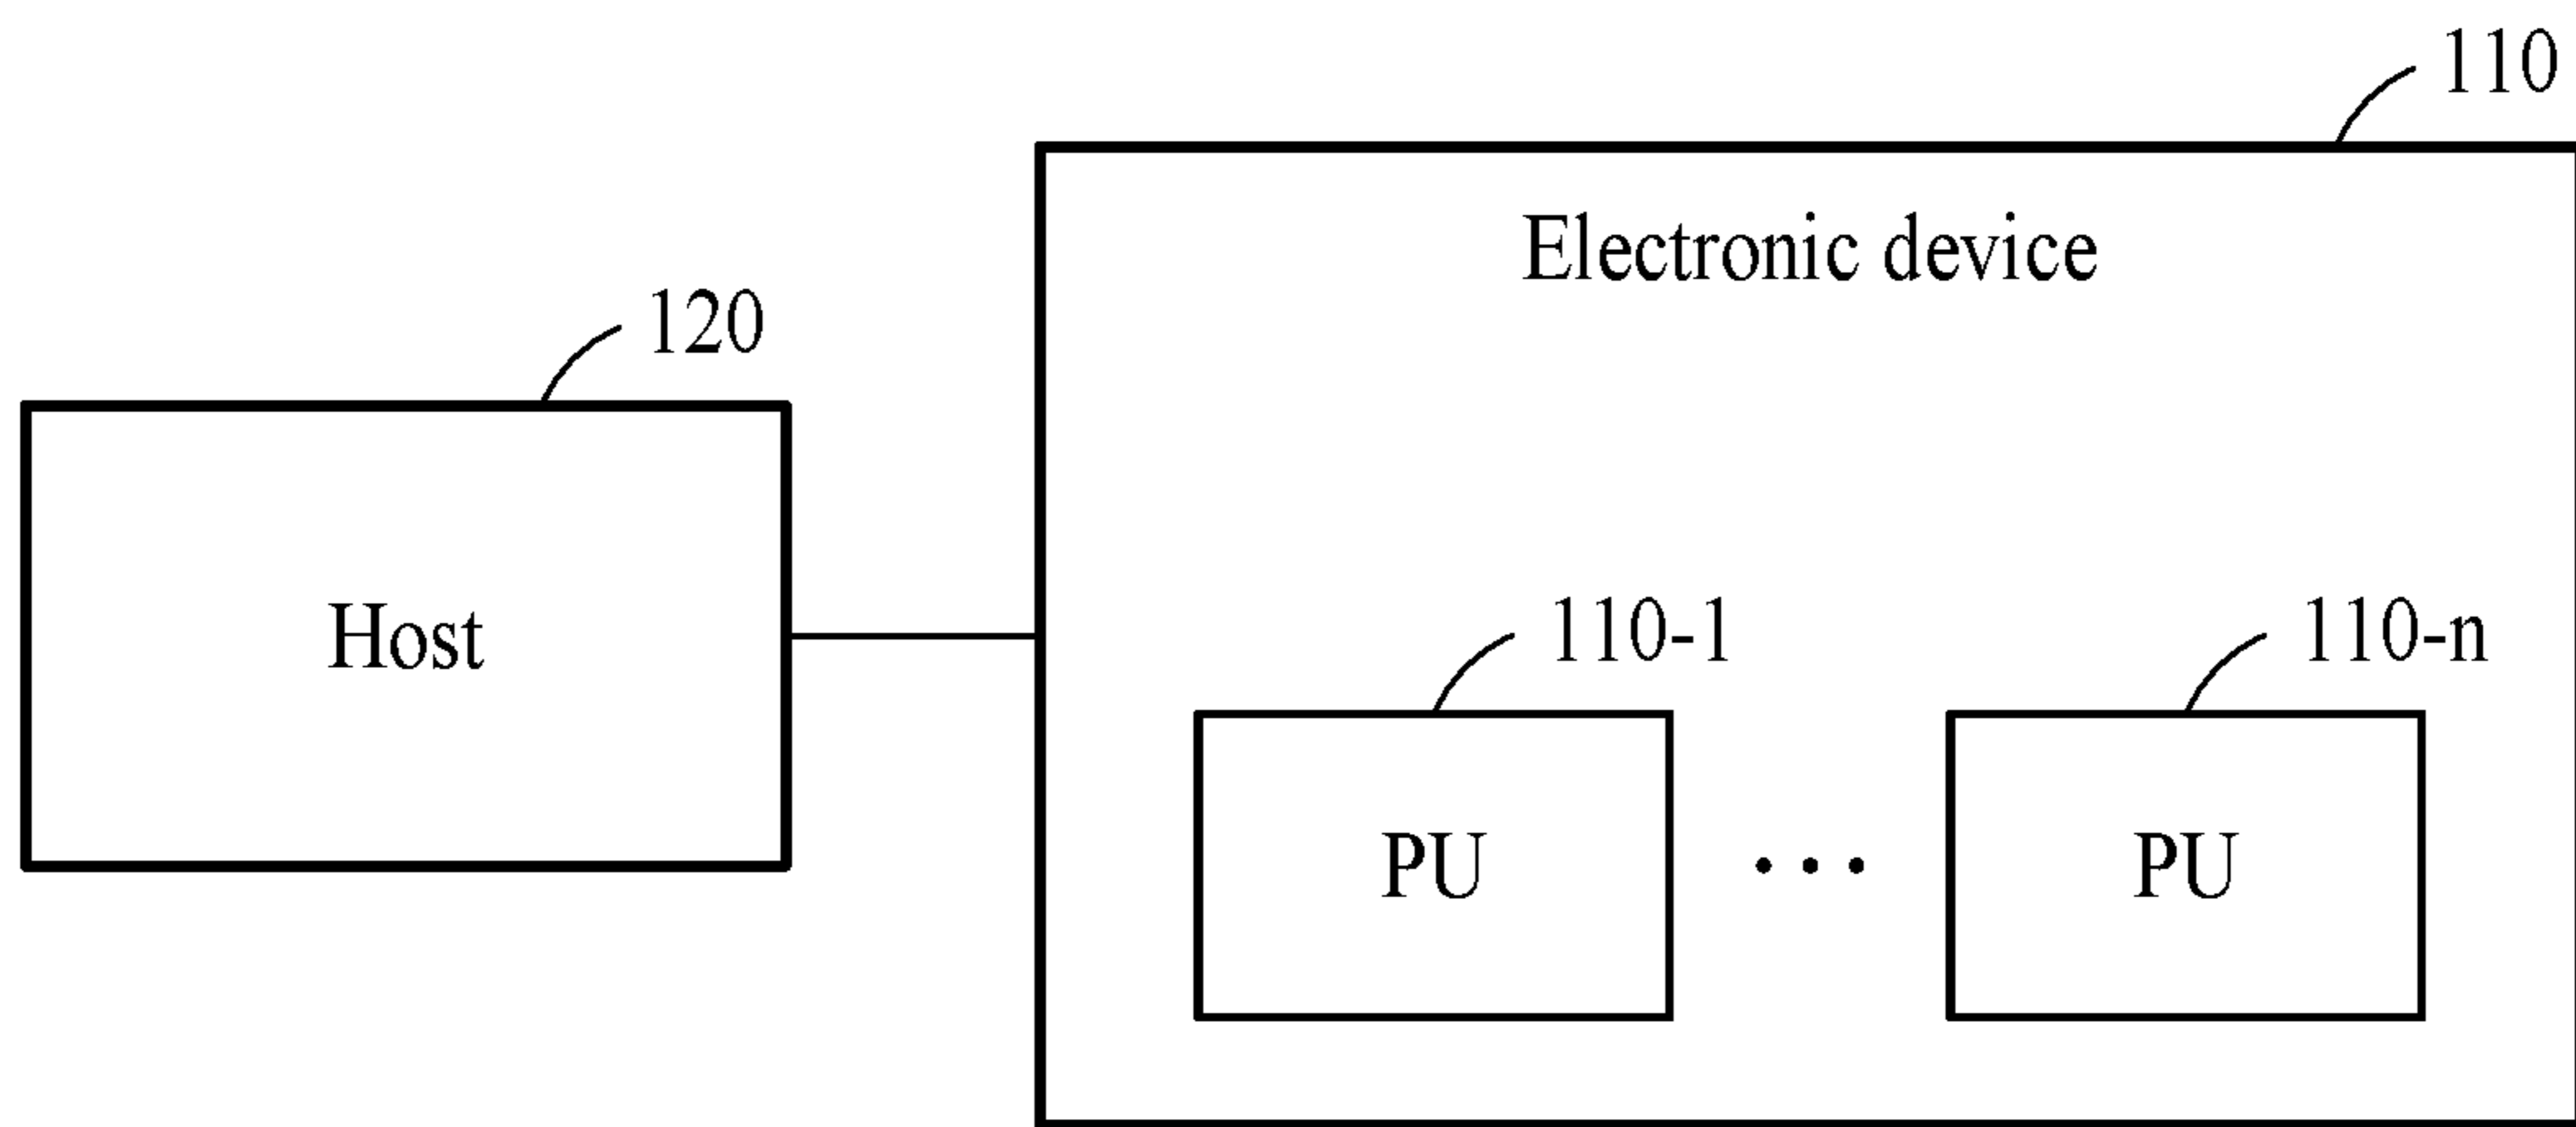 110
Electronic device
120
Host
110-1
110-n
PU
...
PU